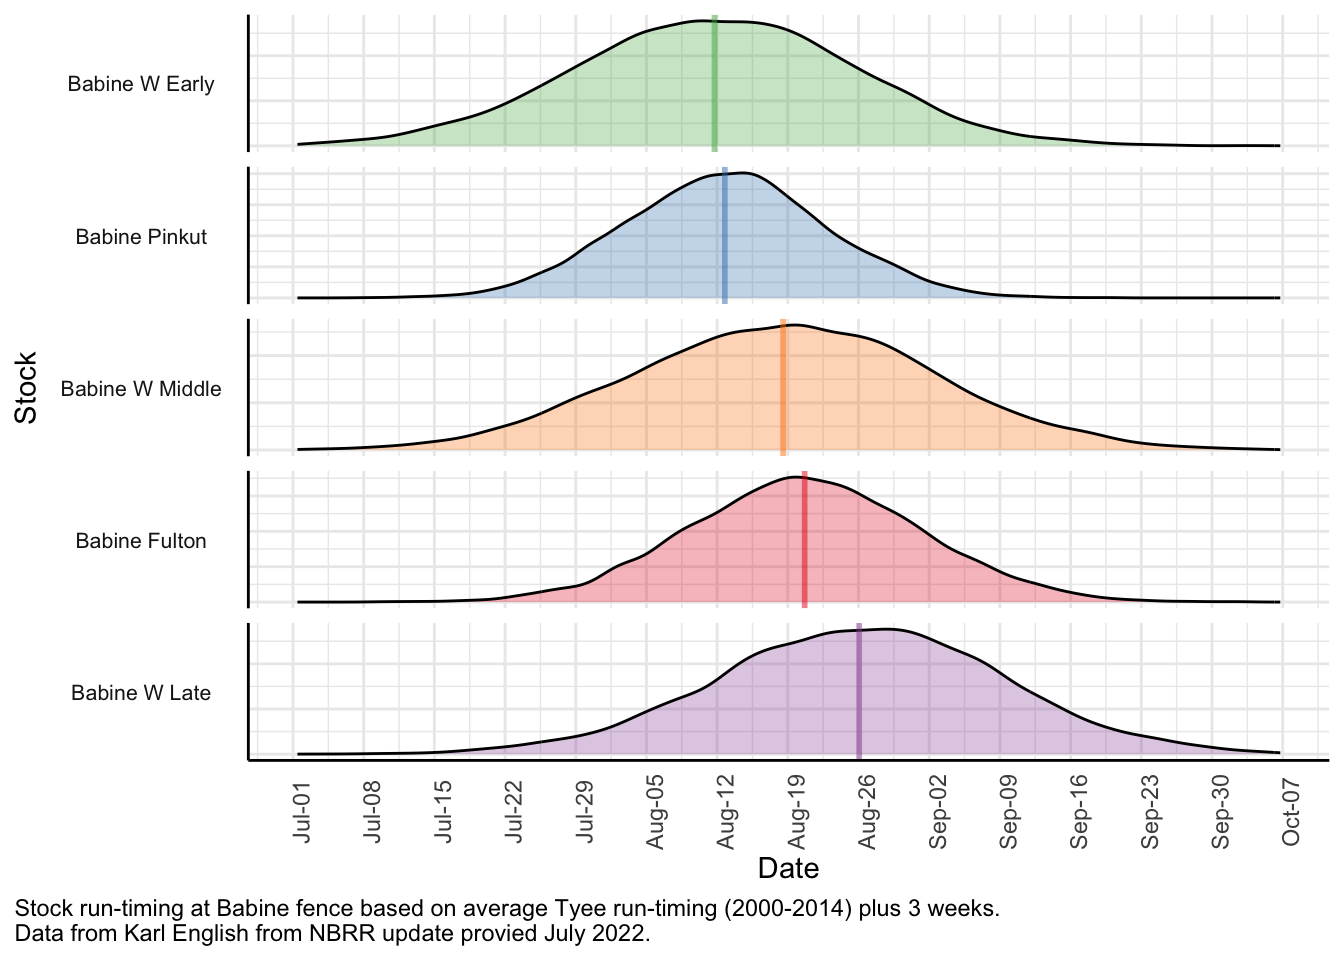 Babine W Early
Babine Pinkut
Babine W Middle
Babine Fulton
Babine W Late
Stock
Jul-01
Jul-08
Jul-15
Jul-22
Jul-29
Aug-05
Aug-12
Aug-19
Aug-26
Sep-02
Sep-09
Sep-16
Sep-23
Sep-30
Oct-07
Date
Stock run-timing at Babine fence based on average Tyee run-timing (2000-2014) plus 3 weeks.
Data from Karl English from NBRR update provied July 2022.